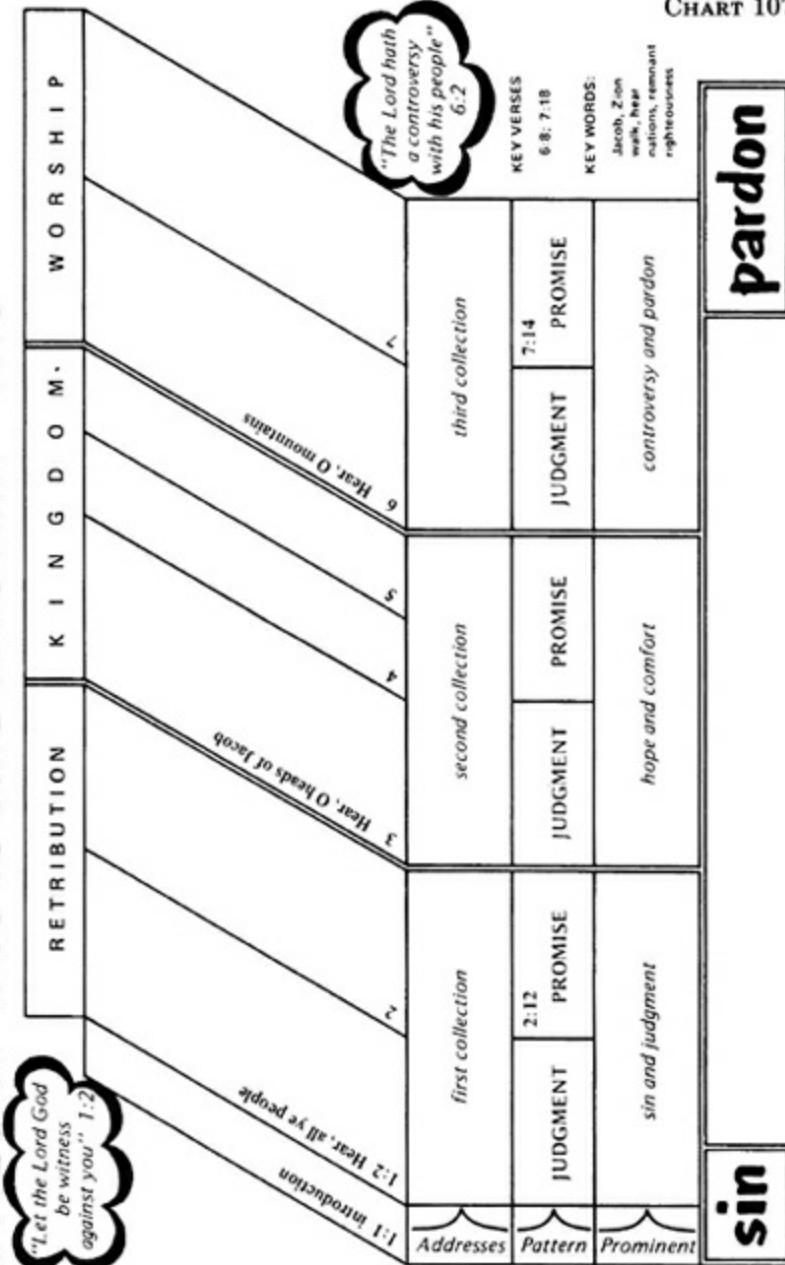 CHART 107
WORSHIP
KINGDOM
RETRIBUTION
"Let the Lord God
be witness
against you" 1:2
"The Lord hath
a controversy
with his people"
6:2
1:1 introduction
1:2 Hear, all ye people
2
3 Hear, O heads of Jacob
4
5
6 Hear, O mountains
7
Addresses
first collection
second collection
third collection
Pattern
JUDGMENT
2:12
PROMISE
JUDGMENT
PROMISE
JUDGMENT
7:14
PROMISE
Prominent
sin and judgment
hope and comfort
controversy and pardon
KEY VERSES
6:8; 7:18
KEY WORDS:
Jacob, Zion
walk, hear
nations, remnant
righteousness
sin
pardon